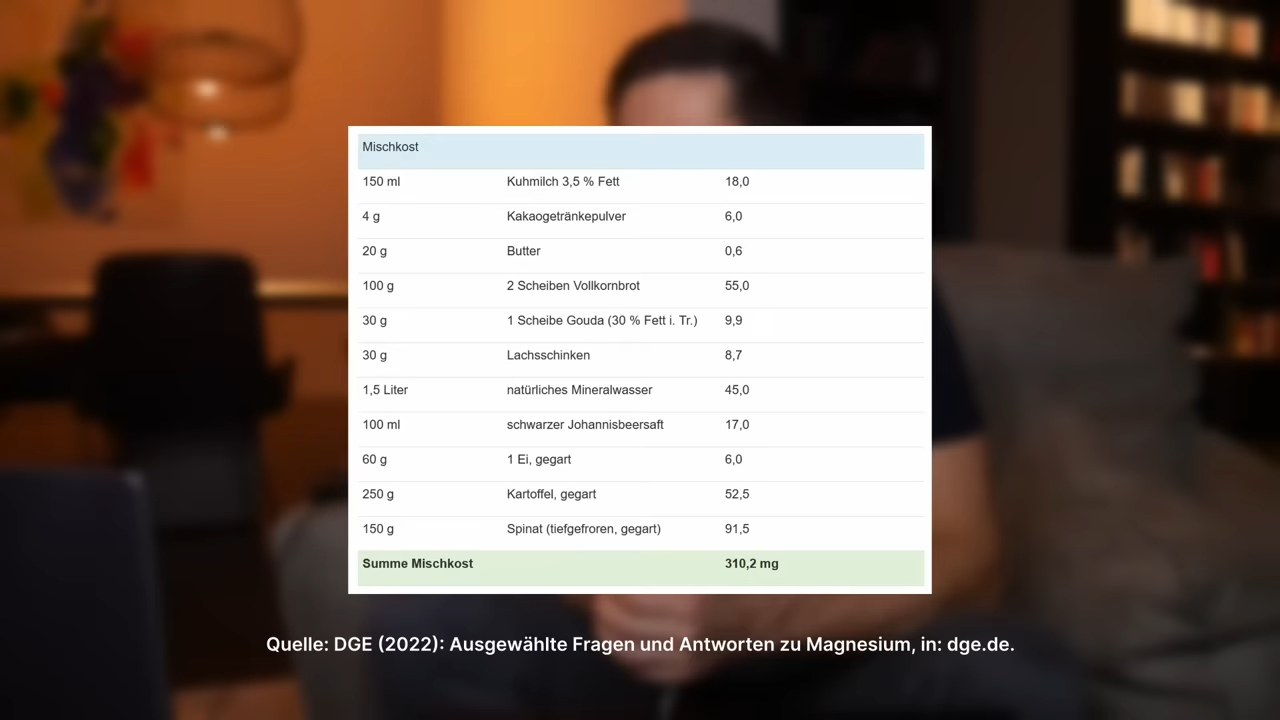 Mischkost
150 ml Kuhmilch 3,5 % Fett 18,0
4 g Kakaogetränkepulver 6,0
20 g Butter 0,6
100 g 2 Scheiben Vollkornbrot 55,0
30 g 1 Scheibe Gouda (30 % Fett i. Tr.) 9,9
30 g Lachsschinken 8,7
1,5 Liter natürliches Mineralwasser 45,0
100 ml schwarzer Johannisbeersaft 17,0
60 g 1 Ei, gegart 6,0
250 g Kartoffel, gegart 52,5
150 g Spinat (tiefgefroren, gegart) 91,5
Summe Mischkost 310,2 mg
Quelle: DGE (2022): Ausgewählte Fragen und Antworten zu Magnesium, in: dge.de.